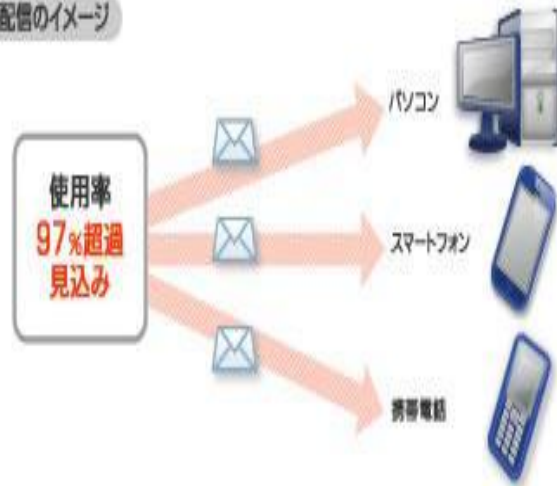 配信のイメージ
パソコン
使用率
97%超過
見込み
スマートフォン
携帯電話